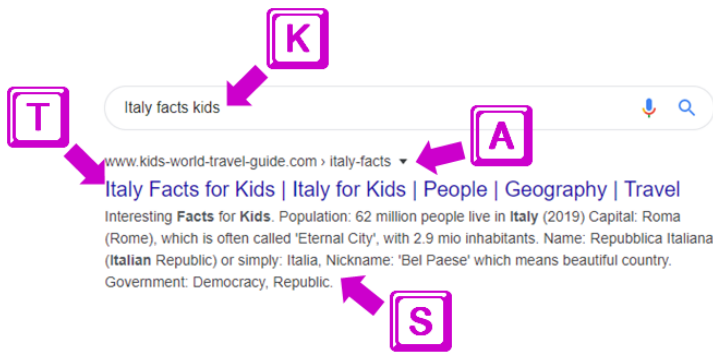 K
Italy facts kids
T
A
www.kids-world-travel-guide.com › italy-facts
Italy Facts for Kids | Italy for Kids | People | Geography | Travel
Interesting Facts for Kids. Population: 62 million people live in Italy (2019) Capital: Roma
(Rome), which is often called 'Eternal City', with 2.9 mio inhabitants. Name: Repubblica Italiana
(Italian Republic) or simply: Italia, Nickname: 'Bel Paese' which means beautiful country.
Government: Democracy, Republic.
S